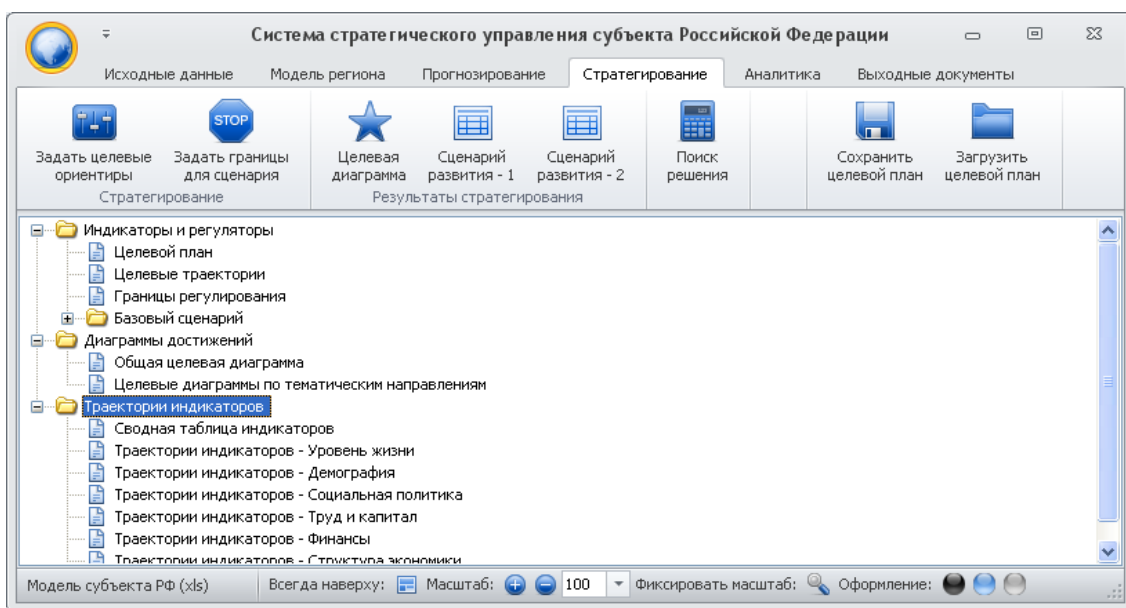 Система стратегического управления субъекта Российской Федерации
Исходные данные Модель региона Прогнозирование Стратегирование Аналитика Выходные документы
STOP
Задать целевые ориентиры
Задать границы для сценария
Целевая диаграмма
Сценарий развития - 1
Сценарий развития - 2
Поиск решения
Сохранить целевой план
Загрузить целевой план
Стратегирование Результаты стратегирования
Индикаторы и регуляторы
Целевой план
Целевые траектории
Границы регулирования
Базовый сценарий
Диаграммы достижений
Общая целевая диаграмма
Целевые диаграммы по тематическим направлениям
Траектории индикаторов
Сводная таблица индикаторов
Траектории индикаторов - Уровень жизни
Траектории индикаторов - Демография
Траектории индикаторов - Социальная политика
Траектории индикаторов - Труд и капитал
Траектории индикаторов - Финансы
Траектории индикаторов - Структура экономики
Модель субъекта РФ (xls) Всегда наверху: Масштаб: 100 Фиксировать масштаб: Оформление: